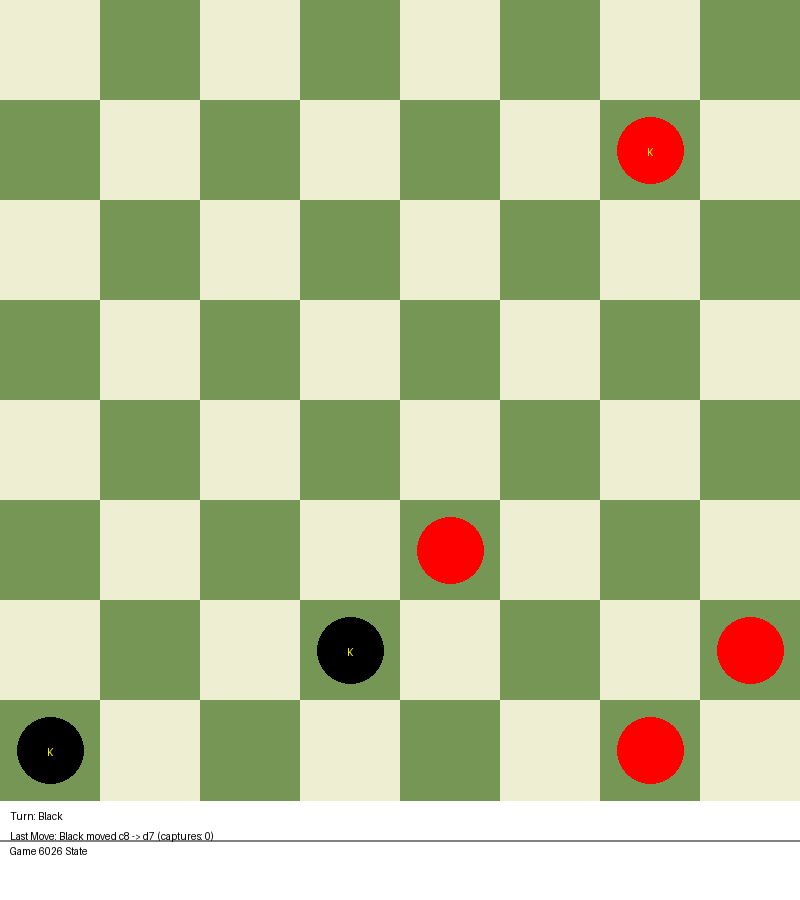 K
K
K
Turn: Black
Last Move: Black moved c8 -> d7 (captures: 0)
Game 6026 State